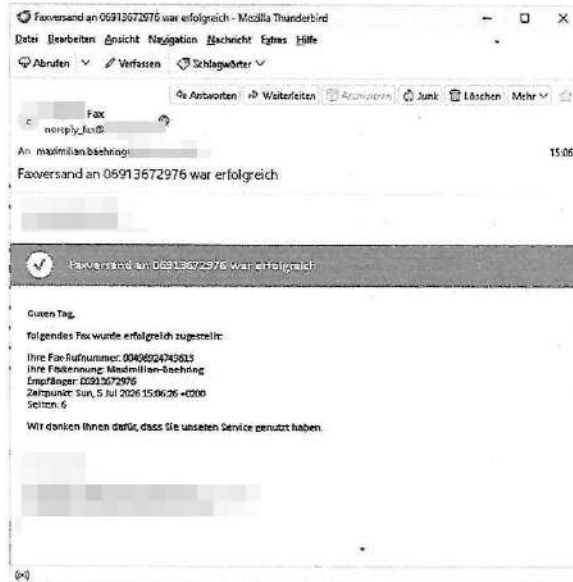 Faxversand an 06913672976 war erfolgreich - Mozilla Thunderbird
Datei Bearbeiten Ansicht Navigation Nachricht Extras Hilfe
Abrufen Verfassen Schlagwörter
Antworten Weiterleiten Archivieren Junk Löschen Mehr
Fax
noreply_fax@
An maximilian.baehring
15:06
Faxversand an 06913672976 war erfolgreich
Faxversand an 06913672976 war erfolgreich
Guten Tag,
folgendes Fax wurde erfolgreich zugestellt:
Ihre Fax-Rufnummer:
Ihre Faxkennung: Maximilian-Baehring
Empfänger: 06913672976
Zeitpunkt: Sun, 5 Jul 2026 15:06:26 +0200
Seiten: 6
Wir danken Ihnen dafür, dass Sie unseren Service genutzt haben.